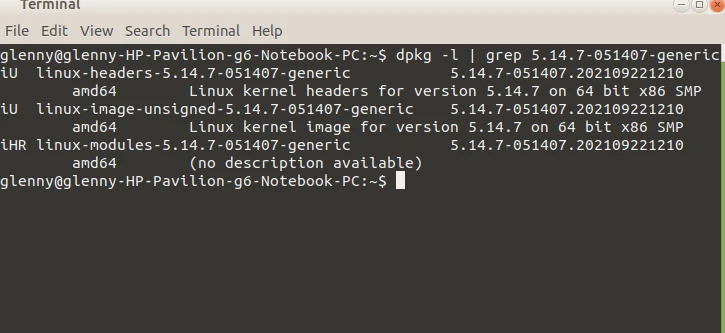 Terminal
File Edit View Search Terminal Help
glenny@glenny-HP-Pavilion-g6-Notebook-PC:~$ dpkg -l | grep 5.14.7-051407-generic
iU  linux-headers-5.14.7-051407-generic           5.14.7-051407.202109221210
        amd64        Linux kernel headers for version 5.14.7 on 64 bit x86 SMP
iU  linux-image-unsigned-5.14.7-051407-generic    5.14.7-051407.202109221210
        amd64        Linux kernel image for version 5.14.7 on 64 bit x86 SMP
iHR linux-modules-5.14.7-051407-generic           5.14.7-051407.202109221210
        amd64        (no description available)
glenny@glenny-HP-Pavilion-g6-Notebook-PC:~$